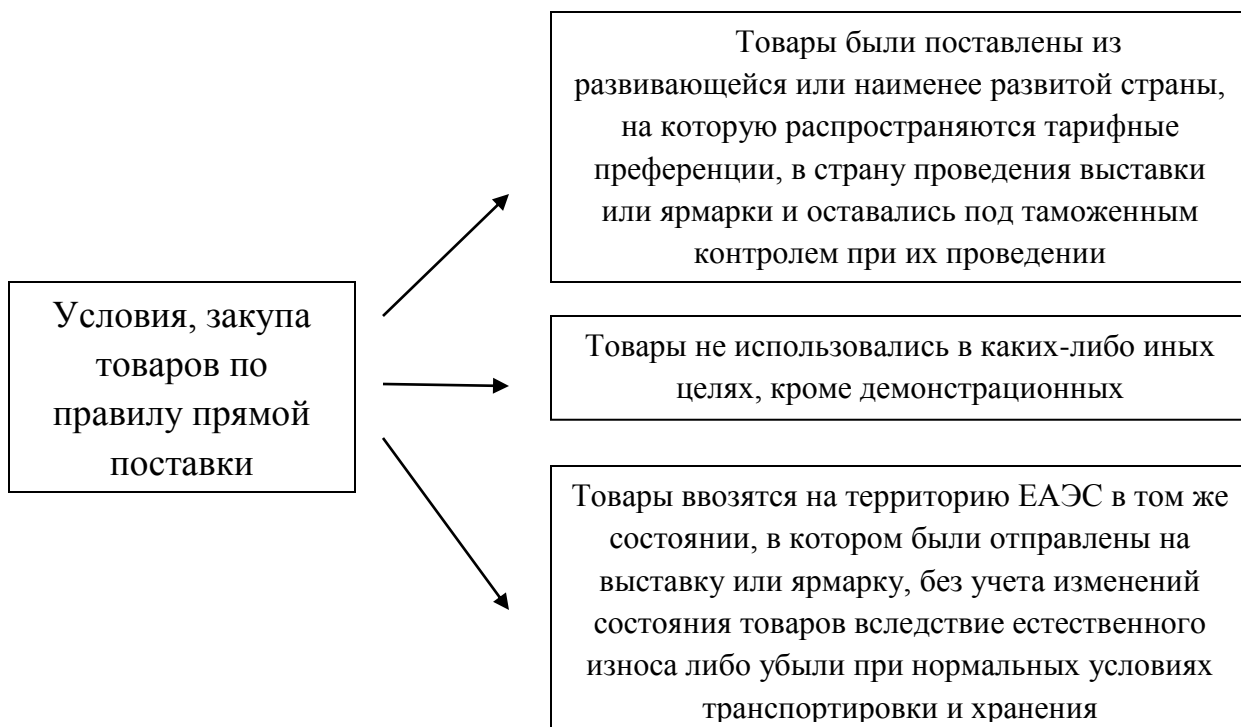 Условия, закупа
товаров по
правилу прямой
поставки
Товары были поставлены из
развивающейся или наименее развитой страны,
на которую распространяются тарифные
преференции, в страну проведения выставки
или ярмарки и оставались под таможенным
контролем при их проведении
Товары не использовались в каких-либо иных
целях, кроме демонстрационных
Товары ввозятся на территорию ЕАЭС в том же
состоянии, в котором были отправлены на
выставку или ярмарку, без учета изменений
состояния товаров вследствие естественного
износа либо убыли при нормальных условиях
транспортировки и хранения